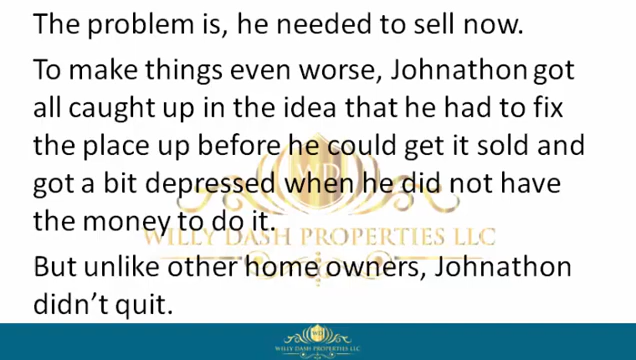 The problem is, he needed to sell now.
To make things even worse, Johnathon got
all caught up in the idea that he had to fix
the place up before he could get it sold and
got a bit depressed when he did not have
the money to do it.
WILLY DASH PROPERTIES LLC
But unlike other home owners, Johnathon
didn't quit.
WILLY DASH PROPERTIES LLC